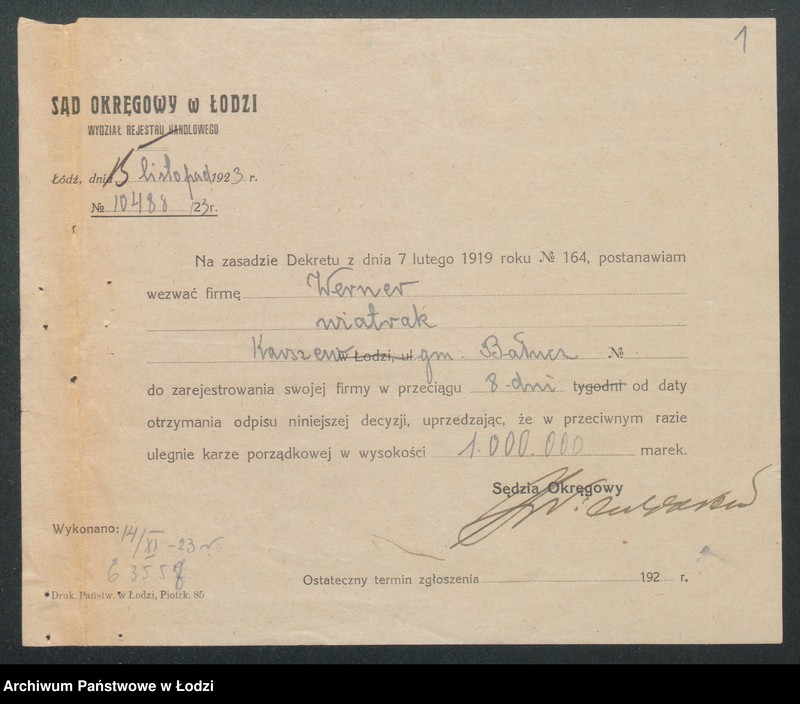 1
SĄD OKRĘGOWY w ŁODZI
WYDZIAŁ REJESTRU HANDLOWEGO
Łódź, dnia 15 listopad 1923 r.
№ 10488 /23 r.
Na zasadzie Dekretu z dnia 7 lutego 1919 roku № 164, postanawiam
wezwać firmę Werner
wiatrak
Karszew w Łodzi, ul gm. Bałucz №
do zarejestrowania swojej firmy w przeciągu 8-dni tygodni od daty
otrzymania odpisu niniejszej decyzji, uprzedzając, że w przeciwnym razie
ulegnie karze porządkowej w wysokości 1.000.000 marek.
Sędzia Okręgowy
Wykonano: 14/XI-23 r
Ostateczny termin zgłoszenia 192 r.
Druk. Państw. w Łodzi, Piotrk. 85
Archiwum Państwowe w Łodzi